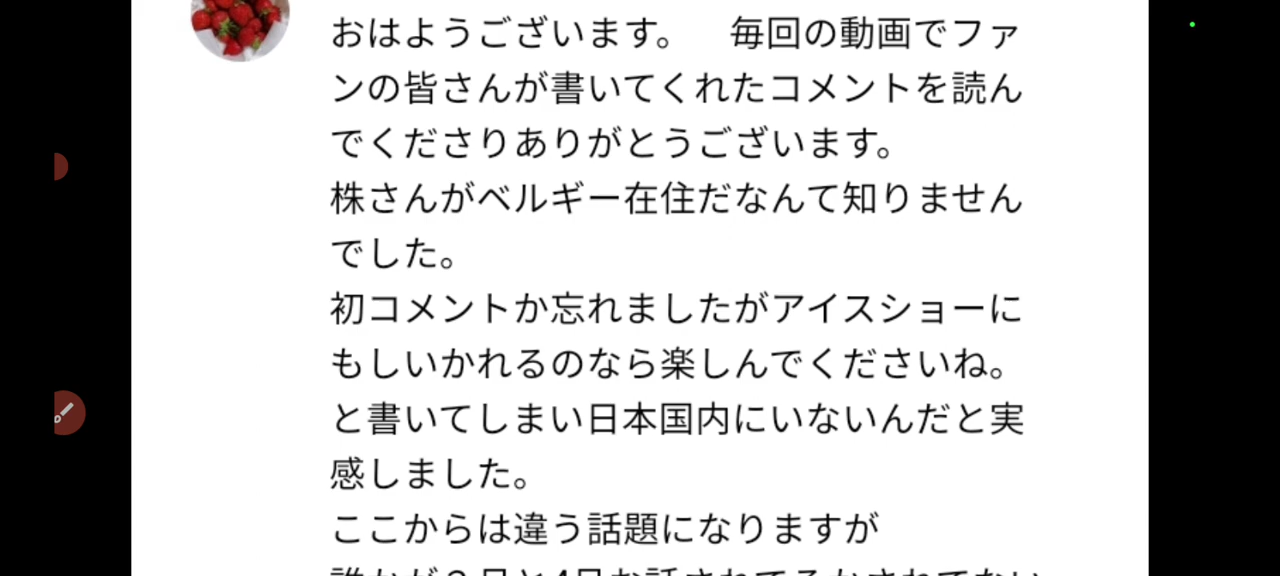 おはようございます。　毎回の動画でファ
ンの皆さんが書いてくれたコメントを読ん
でくださりありがとうございます。
株さんがベルギー在住だなんて知りません
でした。
初コメントか忘れましたがアイスショーに
もしいかれるのなら楽しんでくださいね。
と書いてしまい日本国内にいないんだと実
感しました。
ここからは違う話題になりますが